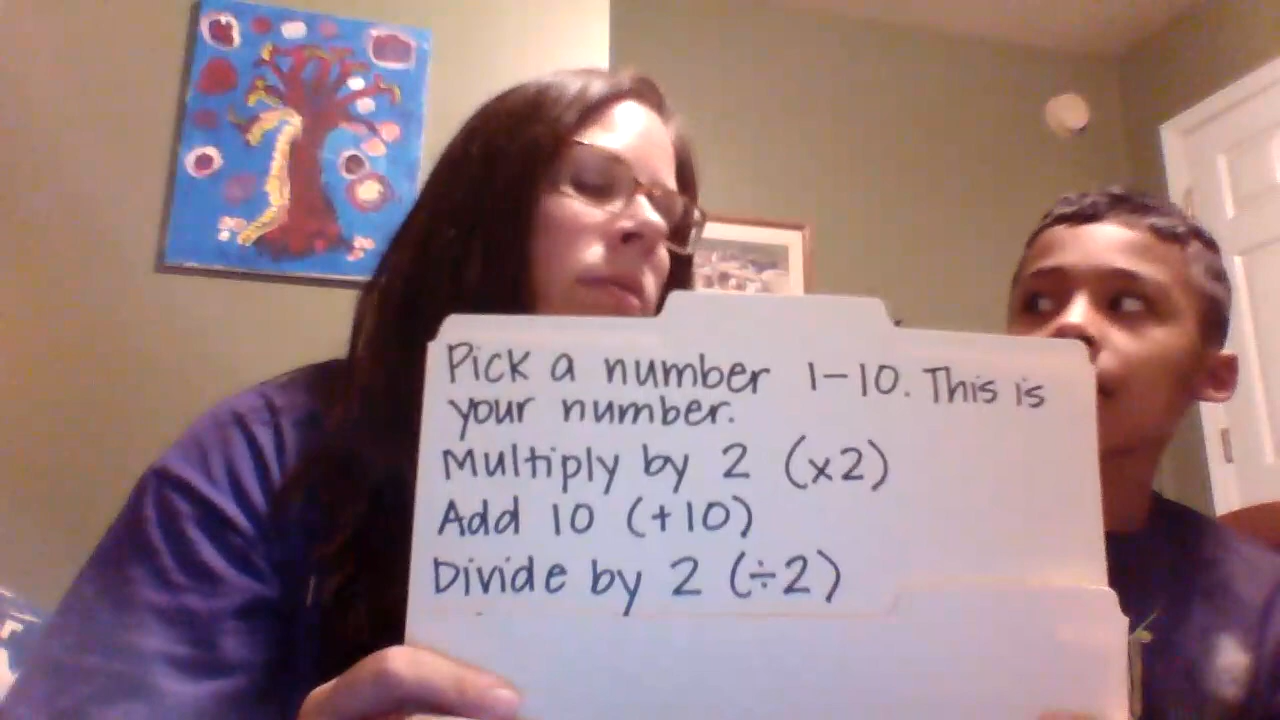 Pick a number 1-10. This is
your number.
Multiply by 2 (x2)
Add 10 (+10)
Divide by 2 (÷2)